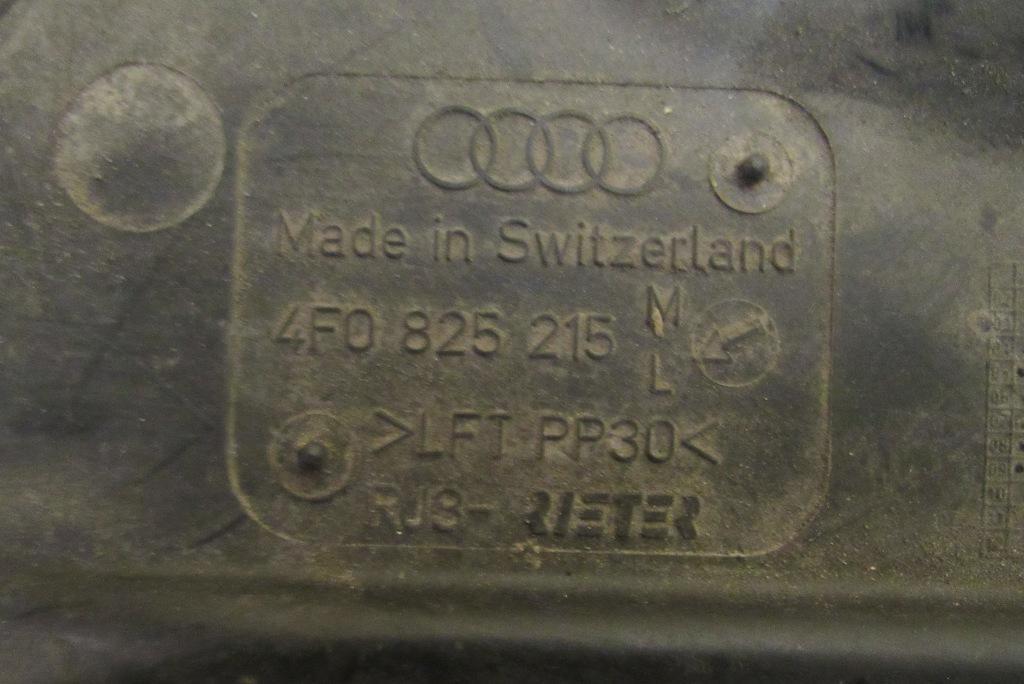 Made in Switzerland
4F0 825 215 M
L
>LFT PP30<
RJ3- RIETER